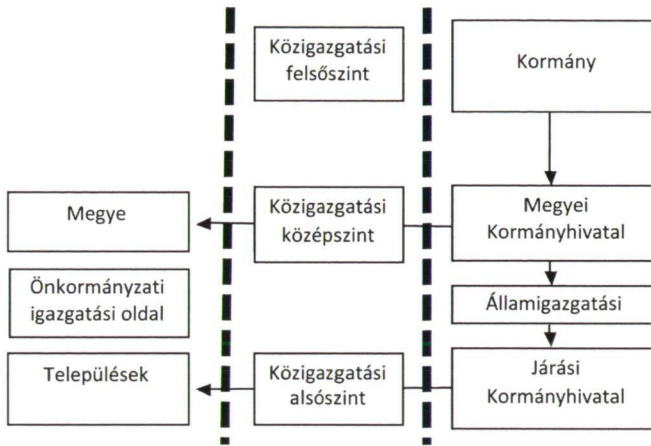 Közigazgatási
felsőszint
Kormány
Megye
Közigazgatási
középszint
Megyei
Kormányhivatal
Önkormányzati
igazgatási oldal
Államigazgatási
Települések
Közigazgatási
alsószint
Járási
Kormányhivatal